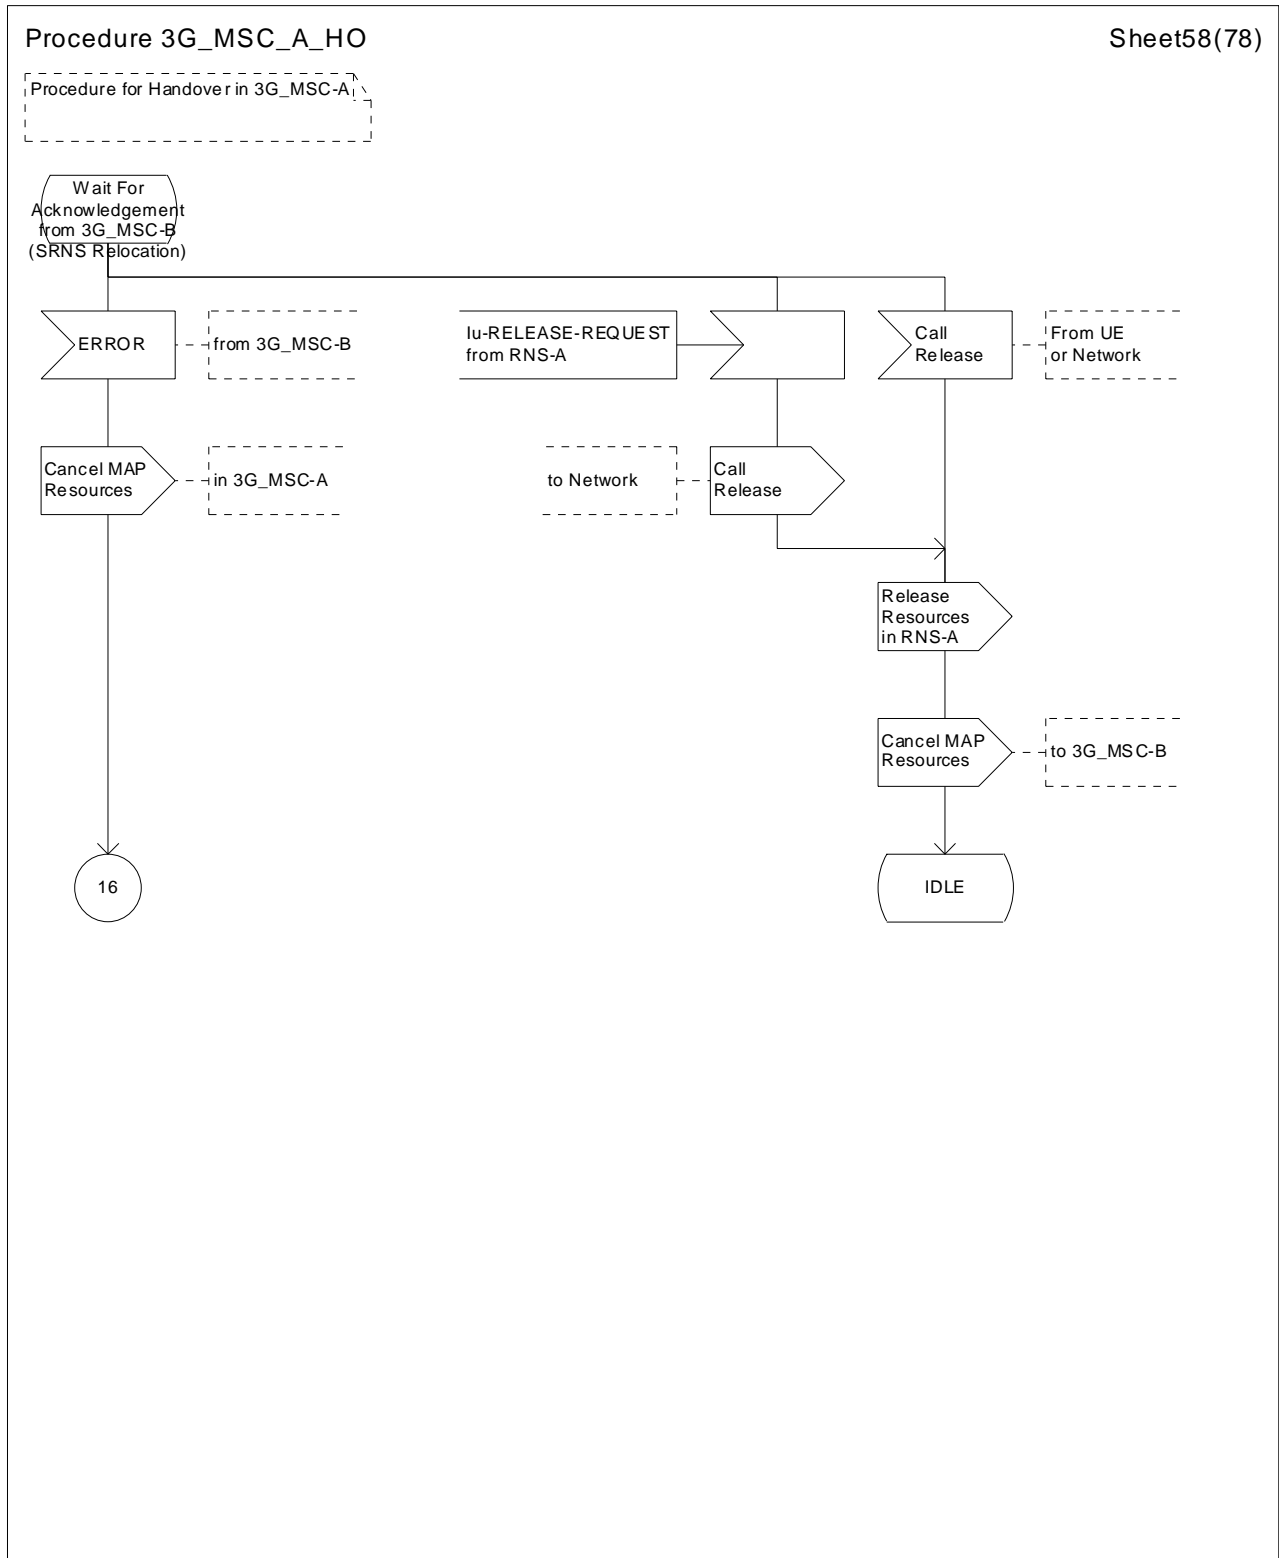 Procedure 3G_MSC_A_HO
Sheet58(78)
Procedure for Handover in 3G_MSC-A
Wait For
Acknowledgement
from 3G_MSC-B
(SRNS Relocation)
ERROR
from 3G_MSC-B
Iu-RELEASE-REQUEST
from RNS-A
Call
Release
From UE
or Network
Cancel MAP
Resources
in 3G_MSC-A
to Network
Call
Release
Release
Resources
in RNS-A
Cancel MAP
Resources
to 3G_MSC-B
16
IDLE